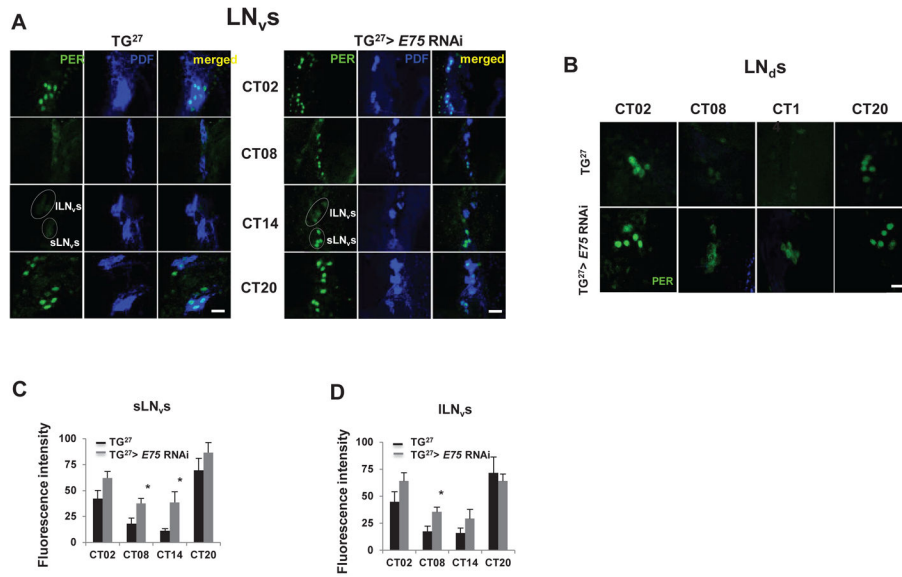 A
LNᵥs
TG²⁷
TG²⁷> E75 RNAi
PER PDF merged
PER PDF merged
CT02
CT08
CT14
CT20
lLNᵥs
sLNᵥs
lLNᵥs
sLNᵥs
B
LNds
CT02 CT08 CT1 CT20
4
TG²⁷
TG²⁷> E75 RNAi
PER
C
sLNᵥs
Fluorescence intensity
100
75
50
25
0
TG²⁷
TG²⁷> E75 RNAi
* *
CT02 CT08 CT14 CT20
D
lLNᵥs
Fluorescence intensity
100
75
50
25
0
TG²⁷
TG²⁷> E75 RNAi
*
CT02 CT08 CT14 CT20